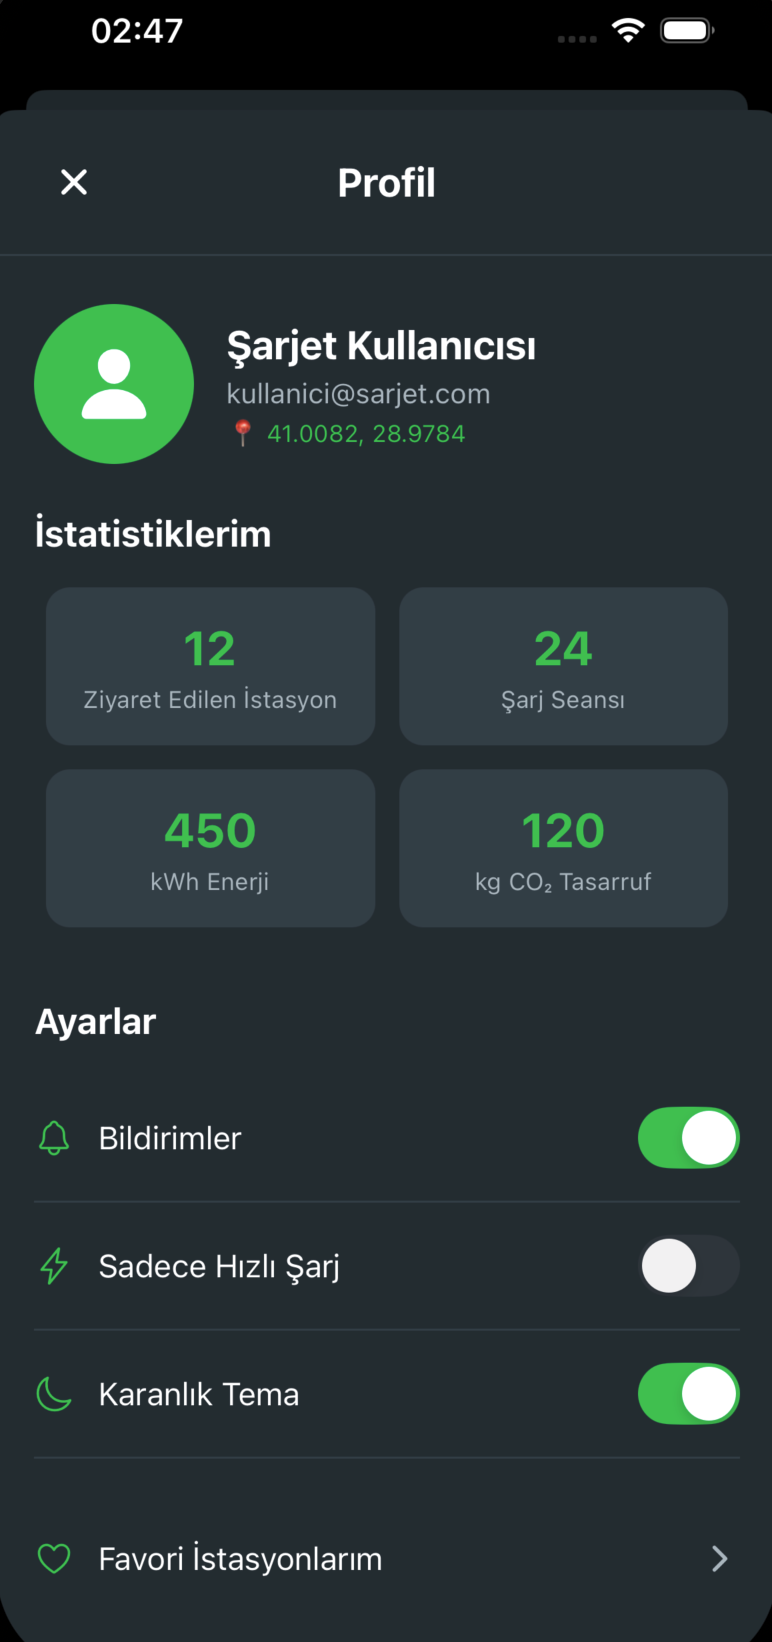 02:47
Profil
Şarjet Kullanıcısı
kullanici@sarjet.com
41.0082, 28.9784
İstatistiklerim
12
Ziyaret Edilen İstasyon
24
Şarj Seansı
450
kWh Enerji
120
kg CO₂ Tasarruf
Ayarlar
Bildirimler
Sadece Hızlı Şarj
Karanlık Tema
Favori İstasyonlarım